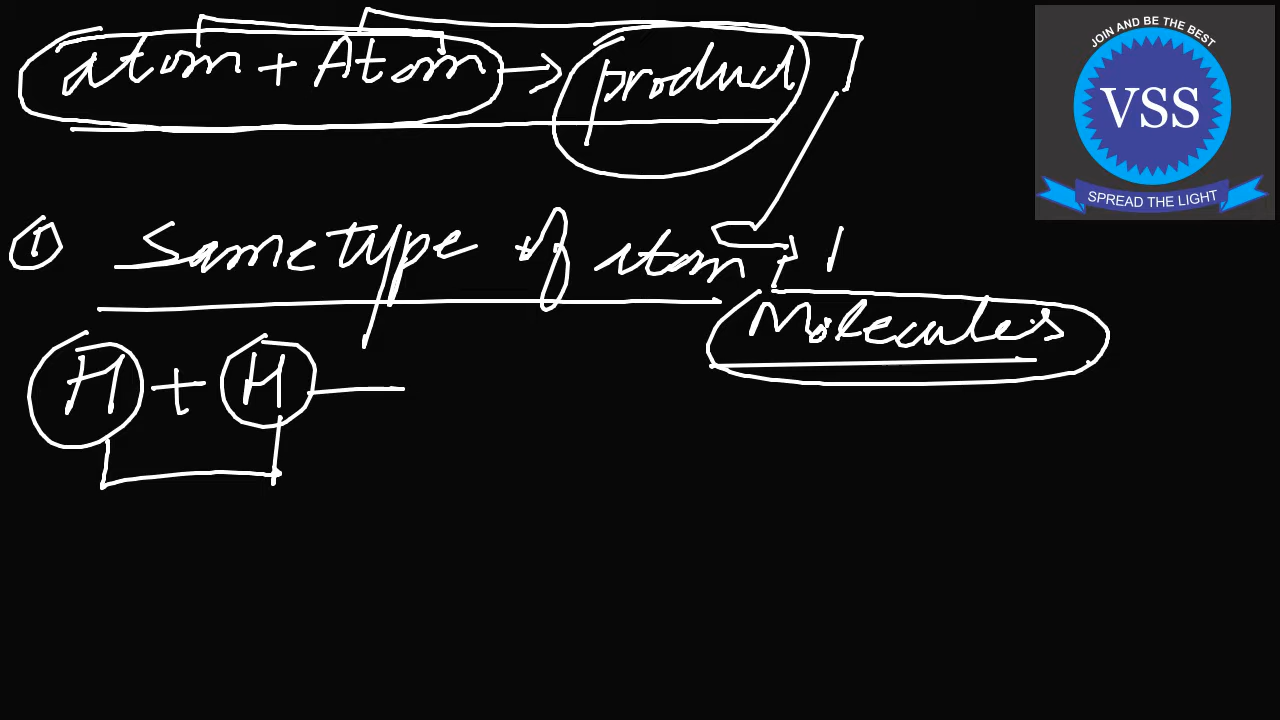 atom + Atom → product
JOIN AND BE THE BEST
VSS
SPREAD THE LIGHT
① Same type of atom →
Molecules
H + H —